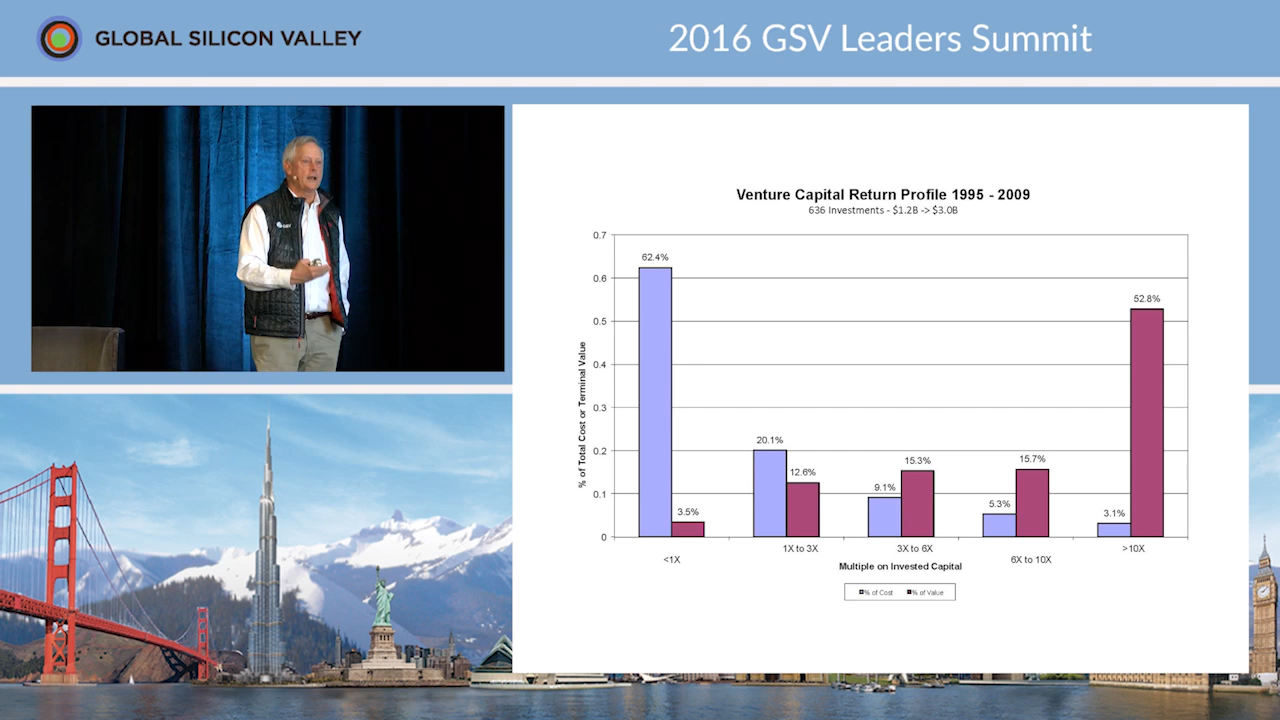 GLOBAL SILICON VALLEY
2016 GSV Leaders Summit
Venture Capital Return Profile 1995 - 2009
636 Investments - $1.2B -> $3.0B
% of Total Cost or Terminal Value
0.7
0.6
0.5
0.4
0.3
0.2
0.1
0
62.4%
3.5%
20.1%
12.6%
9.1%
15.3%
5.3%
15.7%
3.1%
52.8%
<1X
1X to 3X
3X to 6X
6X to 10X
>10X
Multiple on Invested Capital
% of Cost
% of Value